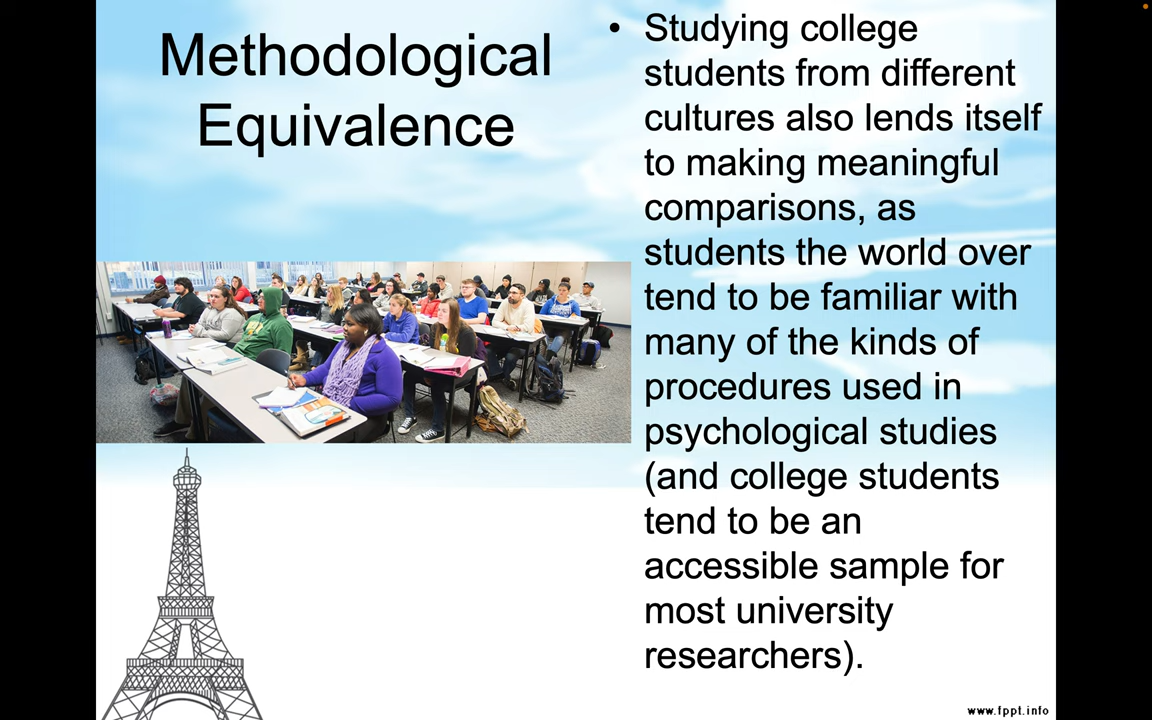 Methodological
Equivalence
• Studying college
students from different
cultures also lends itself
to making meaningful
comparisons, as
students the world over
tend to be familiar with
many of the kinds of
procedures used in
psychological studies
(and college students
tend to be an
accessible sample for
most university
researchers).
www.fppt.info